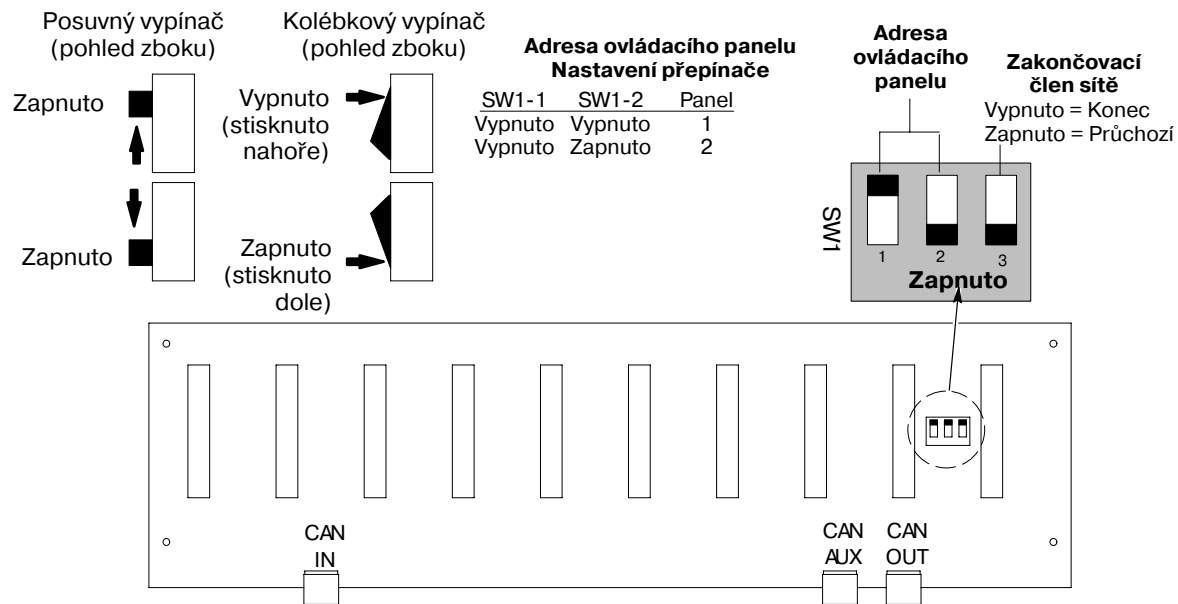 Posuvný vypínač
(pohled zboku)
Zapnuto
Zapnuto
Kolébkový vypínač
(pohled zboku)
Vypnuto
(stisknuto
nahoře)
Zapnuto
(stisknuto
dole)
Adresa ovládacího panelu
Nastavení přepínače
SW1-1 SW1-2 Panel
Vypnuto Vypnuto 1
Vypnuto Zapnuto 2
Adresa
ovládacího
panelu
Zakončovací
člen sítě
Vypnuto = Konec
Zapnuto = Průchozí
SW1
1 2 3
Zapnuto
CAN
IN
CAN
AUX
CAN
OUT